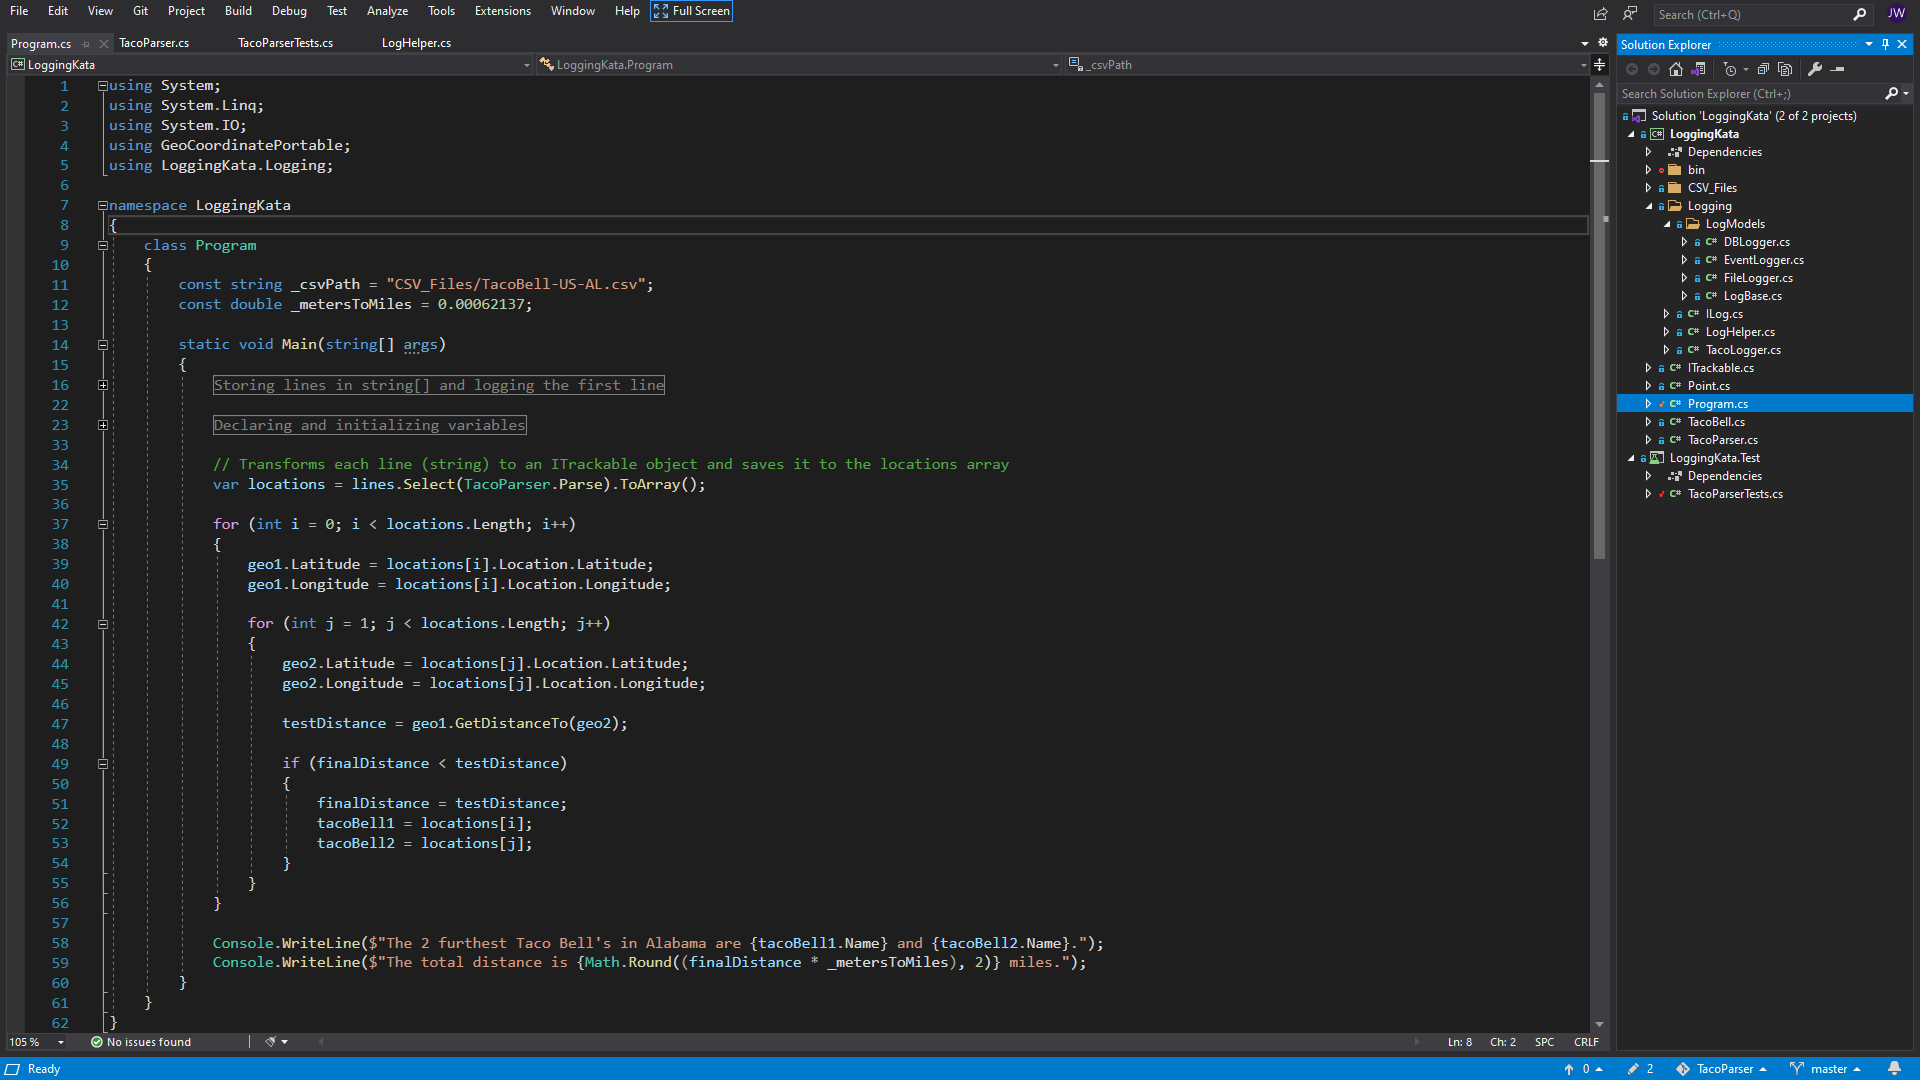 File Edit View Git Project Build Debug Test Analyze Tools Extensions Window Help Full Screen Search (Ctrl+Q) JW
Program.cs TacoParser.cs TacoParserTests.cs LogHelper.cs
LoggingKata LoggingKata.Program _csvPath
1 using System;
2 using System.Linq;
3 using System.IO;
4 using GeoCoordinatePortable;
5 using LoggingKata.Logging;
6
7 namespace LoggingKata
8 {
9 class Program
10 {
11 const string _csvPath = "CSV_Files/TacoBell-US-AL.csv";
12 const double _metersToMiles = 0.00062137;
13
14 static void Main(string[] args)
15 {
16 Storing lines in string[] and logging the first line
22
23 Declaring and initializing variables
33
34 // Transforms each line (string) to an ITrackable object and saves it to the locations array
35 var locations = lines.Select(TacoParser.Parse).ToArray();
36
37 for (int i = 0; i < locations.Length; i++)
38 {
39 geo1.Latitude = locations[i].Location.Latitude;
40 geo1.Longitude = locations[i].Location.Longitude;
41
42 for (int j = 1; j < locations.Length; j++)
43 {
44 geo2.Latitude = locations[j].Location.Latitude;
45 geo2.Longitude = locations[j].Location.Longitude;
46
47 testDistance = geo1.GetDistanceTo(geo2);
48
49 if (finalDistance < testDistance)
50 {
51 finalDistance = testDistance;
52 tacoBell1 = locations[i];
53 tacoBell2 = locations[j];
54 }
55 }
56 }
57
58 Console.WriteLine($"The 2 furthest Taco Bell's in Alabama are {tacoBell1.Name} and {tacoBell2.Name}.");
59 Console.WriteLine($"The total distance is {Math.Round((finalDistance * _metersToMiles), 2)} miles.");
60 }
61 }
62 }
105 % No issues found Ln: 8 Ch: 2 SPC CRLF
Solution Explorer
Search Solution Explorer (Ctrl+;)
Solution 'LoggingKata' (2 of 2 projects)
LoggingKata
Dependencies
bin
CSV_Files
Logging
LogModels
DBLogger.cs
EventLogger.cs
FileLogger.cs
LogBase.cs
ILog.cs
LogHelper.cs
TacoLogger.cs
ITrackable.cs
Point.cs
Program.cs
TacoBell.cs
TacoParser.cs
LoggingKata.Test
Dependencies
TacoParserTests.cs
Ready 0 2 TacoParser master